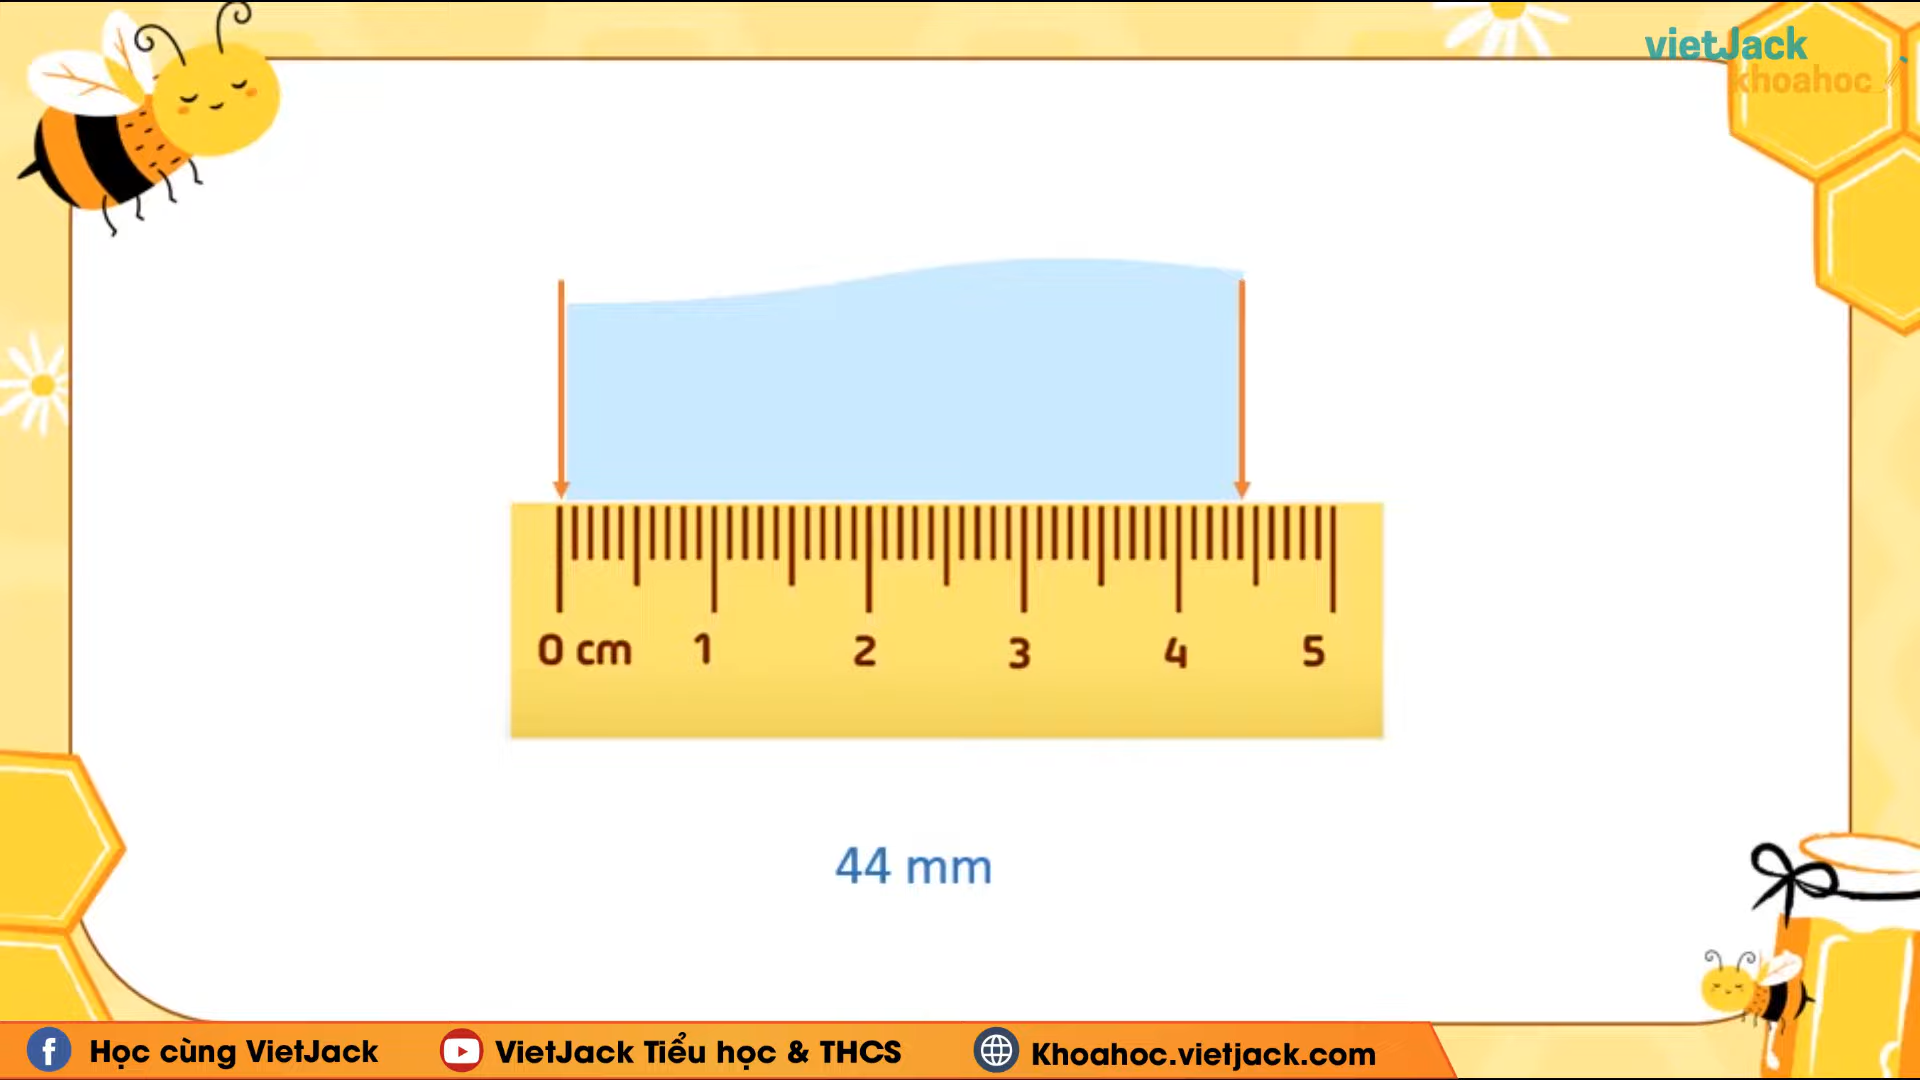 vietJack
khoahoc
0 cm 1 2 3 4 5
44 mm
Học cùng VietJack
VietJack Tiểu học & THCS
Khoahoc.vietjack.com